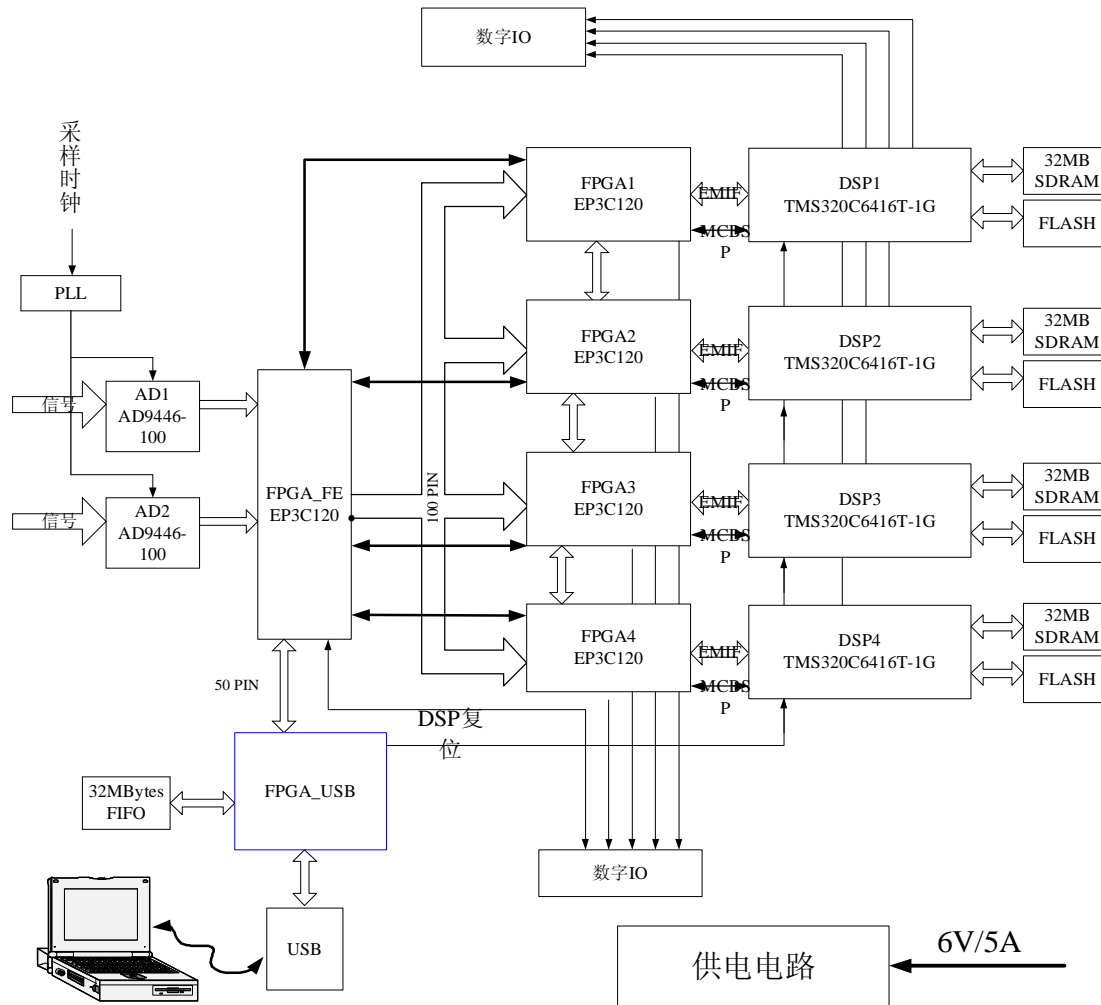 数字IO
采样时钟
PLL
信号
AD1
AD9446-
100
信号
AD2
AD9446-
100
FPGA_FE
EP3C120
100 PIN
50 PIN
FPGA1
EP3C120
EMIF
MCBS
P
DSP1
TMS320C6416T-1G
32MB
SDRAM
FLASH
FPGA2
EP3C120
EMIF
MCBS
P
DSP2
TMS320C6416T-1G
32MB
SDRAM
FLASH
FPGA3
EP3C120
EMIF
MCBS
P
DSP3
TMS320C6416T-1G
32MB
SDRAM
FLASH
FPGA4
EP3C120
EMIF
MCBS
P
DSP4
TMS320C6416T-1G
32MB
SDRAM
FLASH
DSP复
位
FPGA_USB
32MBytes
FIFO
数字IO
USB
供电电路
6V/5A